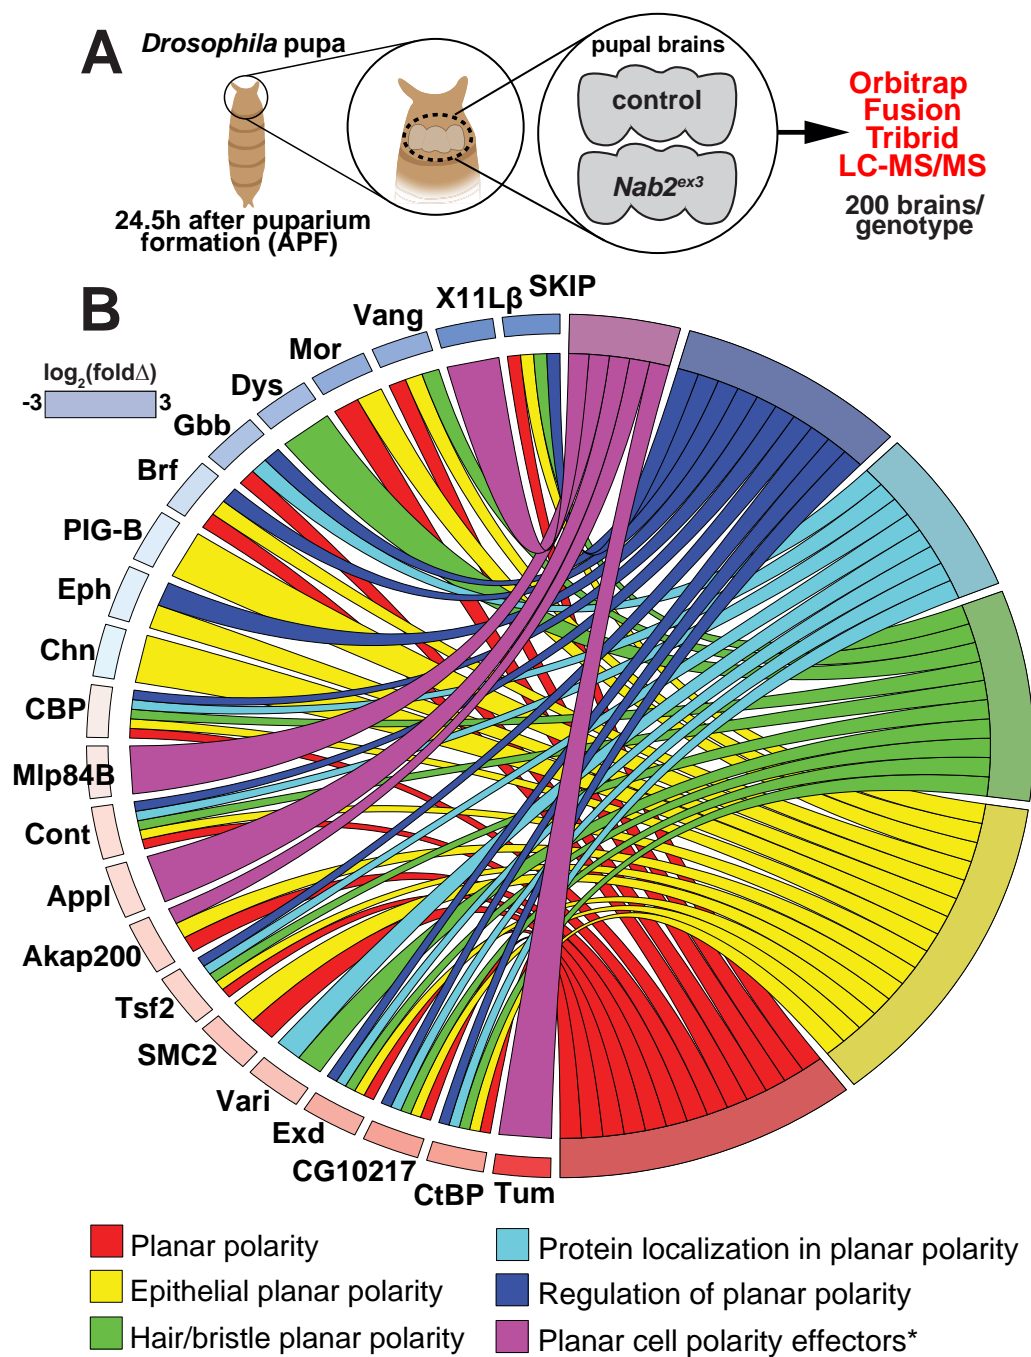 A
Drosophila pupa
24.5h after puparium
formation (APF)
pupal brains
control
Nab2ex3
Orbitrap
Fusion
Tribrid
LC-MS/MS
200 brains/
genotype
B
log2(foldΔ)
-3 3
SKIP
X11Lβ
Vang
Mor
Dys
Gbb
Brf
PIG-B
Eph
Chn
CBP
Mlp84B
Cont
Appl
Akap200
Tsf2
SMC2
Vari
Exd
CG10217
CtBP
Tum
Planar polarity
Epithelial planar polarity
Hair/bristle planar polarity
Protein localization in planar polarity
Regulation of planar polarity
Planar cell polarity effectors*